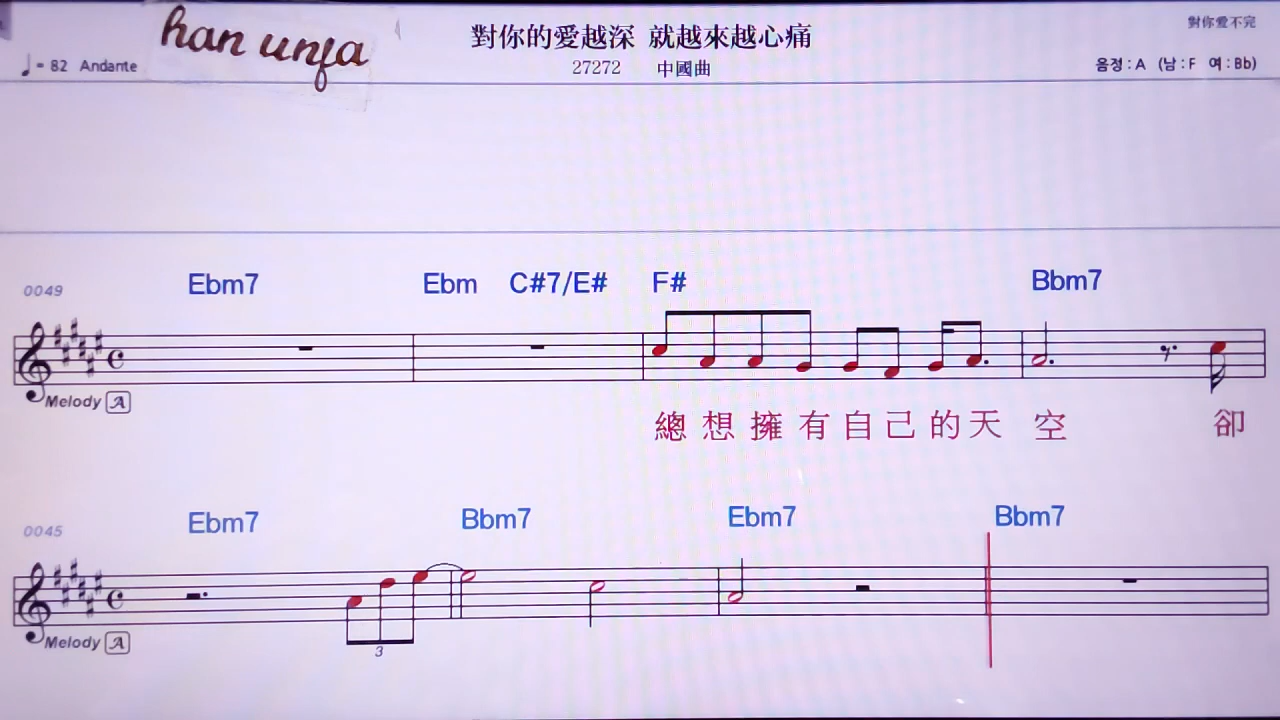 han unfa
對你的愛越深 就越來越心痛
對你愛不完
♩= 82 Andante
27272 中國曲
음정 : A (남 : F 여 : Bb)
0049 Ebm7 Ebm C#7/E# F# Bbm7
Melody A
總想擁有自己的天空 卻
0045 Ebm7 Bbm7 Ebm7 Bbm7
Melody A
3